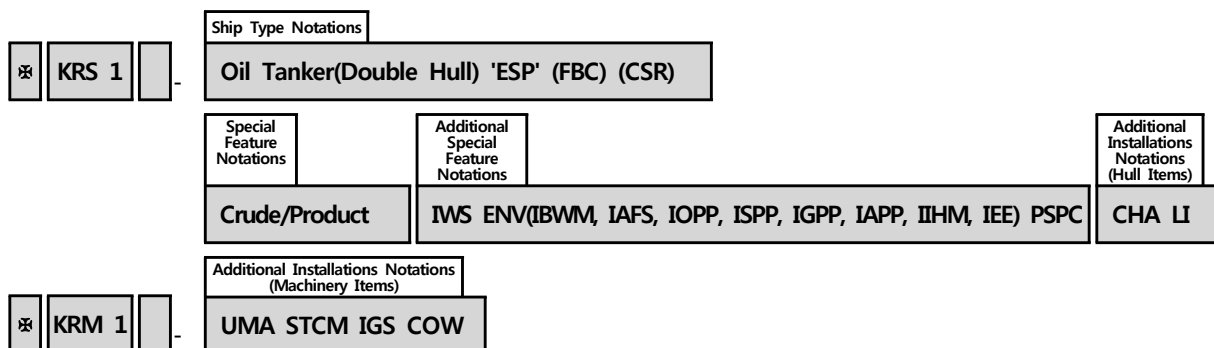 Ship Type Notations
✠ KRS 1 - Oil Tanker(Double Hull) 'ESP' (FBC) (CSR)
Special
Feature
Notations
Additional
Special
Feature
Notations
Additional
Installations
Notations
(Hull Items)
Crude/Product IWS ENV(IBWM, IAFS, IOPP, ISPP, IGPP, IAPP, IIHM, IEE) PSPC CHA LI
Additional Installations Notations
(Machinery Items)
✠ KRM 1 - UMA STCM IGS COW